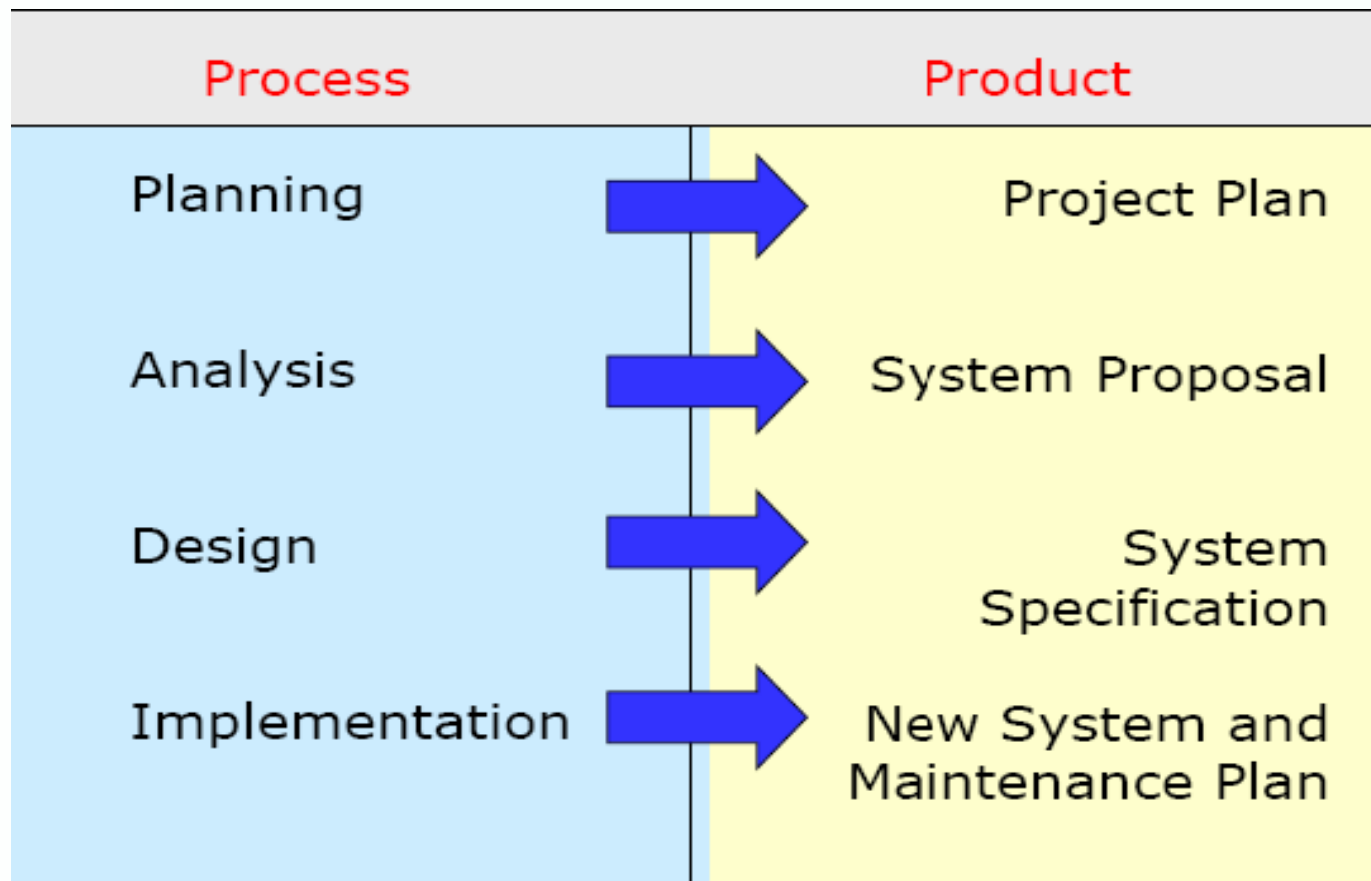 Process Product
Planning Project Plan
Analysis System Proposal
Design System
Specification
Implementation New System and
Maintenance Plan